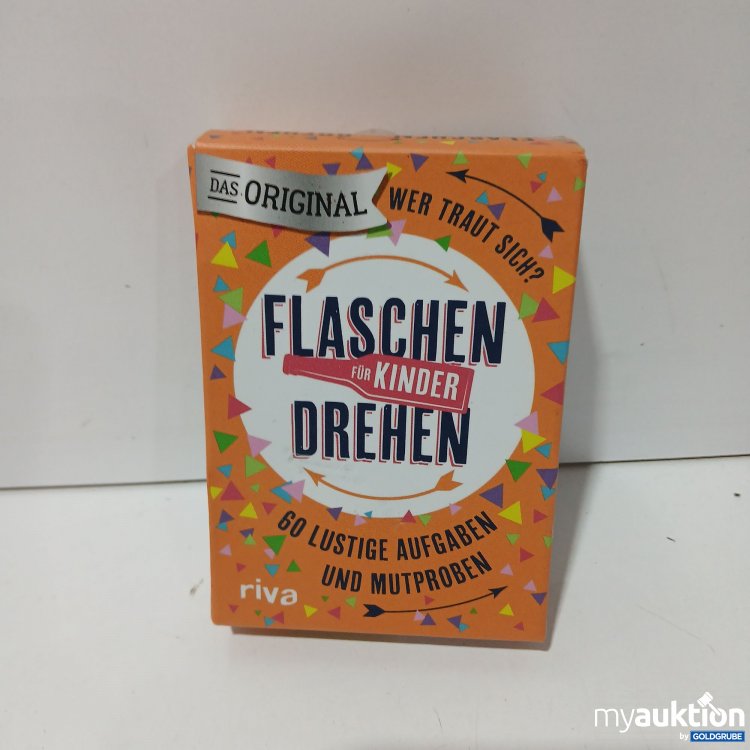 DAS ORIGINAL
WER TRAUT SICH?
FLASCHEN
FÜR KINDER
DREHEN
60 LUSTIGE AUFGABEN
UND MUTPROBEN
riva
myauktion
by GOLDGRUBE